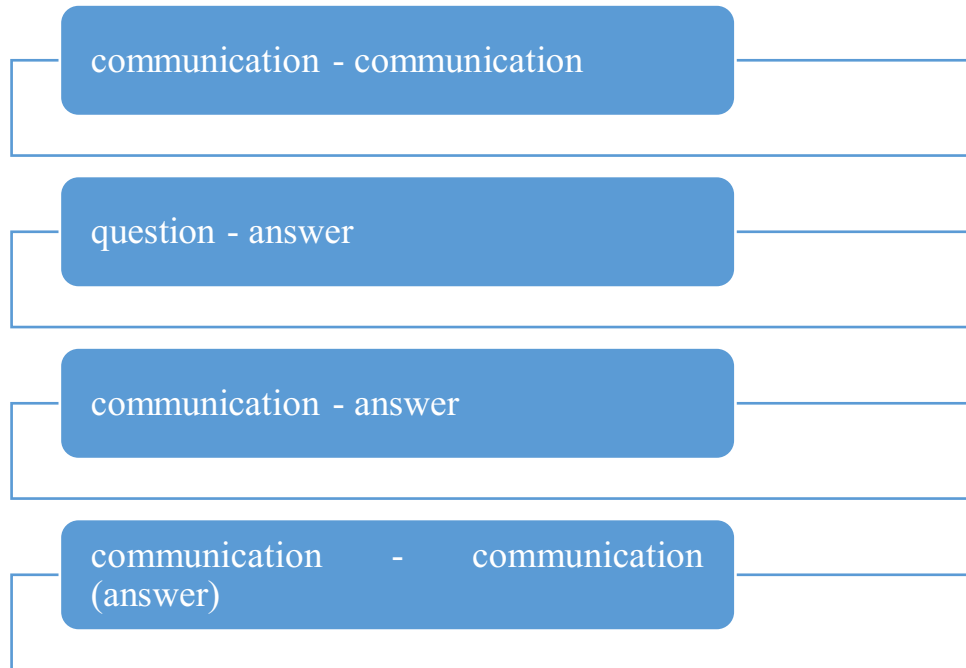 communication - communication
question - answer
communication - answer
communication - communication
(answer)